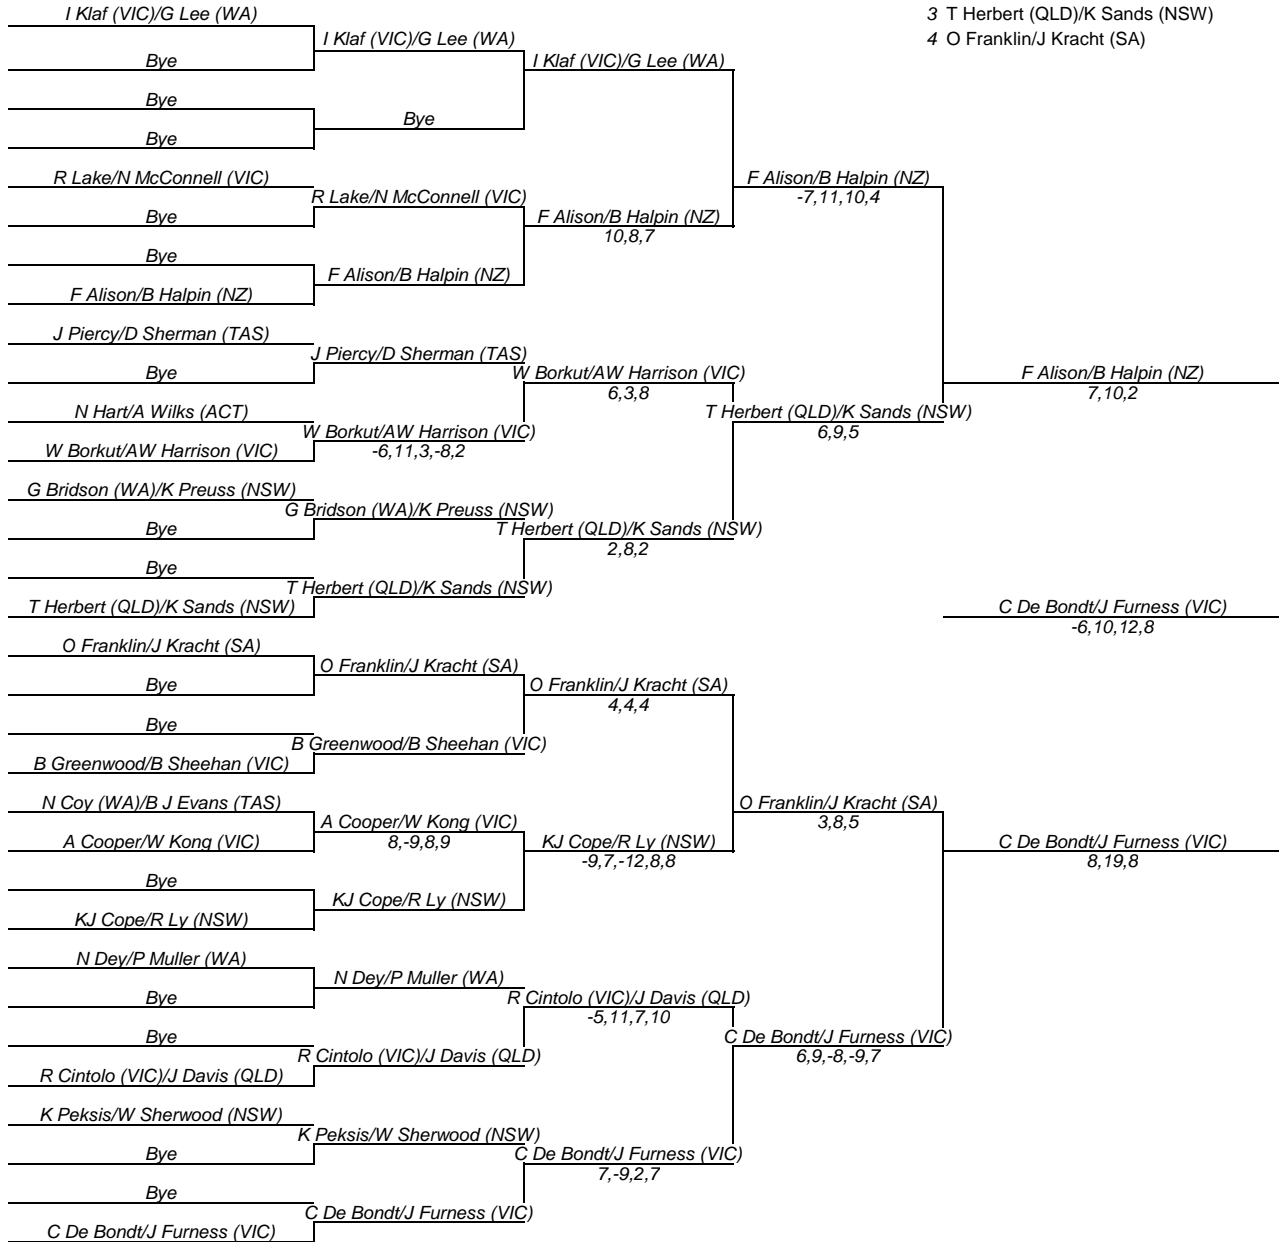 I Klaf (VIC)/G Lee (WA)
Bye
Bye
Bye
R Lake/N McConnell (VIC)
Bye
Bye
F Alison/B Halpin (NZ)
J Piercy/D Sherman (TAS)
Bye
N Hart/A Wilks (ACT)
W Borkut/AW Harrison (VIC)
G Bridson (WA)/K Preuss (NSW)
Bye
Bye
T Herbert (QLD)/K Sands (NSW)
O Franklin/J Kracht (SA)
Bye
Bye
B Greenwood/B Sheehan (VIC)
N Coy (WA)/B J Evans (TAS)
A Cooper/W Kong (VIC)
Bye
KJ Cope/R Ly (NSW)
N Dey/P Muller (WA)
Bye
Bye
R Cintolo (VIC)/J Davis (QLD)
K Peksis/W Sherwood (NSW)
Bye
Bye
C De Bondt/J Furness (VIC)
I Klaf (VIC)/G Lee (WA)
Bye
R Lake/N McConnell (VIC)
F Alison/B Halpin (NZ)
J Piercy/D Sherman (TAS)
W Borkut/AW Harrison (VIC)
-6,11,3,-8,2
G Bridson (WA)/K Preuss (NSW)
T Herbert (QLD)/K Sands (NSW)
O Franklin/J Kracht (SA)
B Greenwood/B Sheehan (VIC)
A Cooper/W Kong (VIC)
8,-9,8,9
KJ Cope/R Ly (NSW)
N Dey/P Muller (WA)
R Cintolo (VIC)/J Davis (QLD)
K Peksis/W Sherwood (NSW)
C De Bondt/J Furness (VIC)
I Klaf (VIC)/G Lee (WA)
F Alison/B Halpin (NZ)
10,8,7
W Borkut/AW Harrison (VIC)
6,3,8
T Herbert (QLD)/K Sands (NSW)
2,8,2
O Franklin/J Kracht (SA)
4,4,4
KJ Cope/R Ly (NSW)
-9,7,-12,8,8
R Cintolo (VIC)/J Davis (QLD)
-5,11,7,10
C De Bondt/J Furness (VIC)
7,-9,2,7
F Alison/B Halpin (NZ)
-7,11,10,4
T Herbert (QLD)/K Sands (NSW)
6,9,5
O Franklin/J Kracht (SA)
3,8,5
C De Bondt/J Furness (VIC)
6,9,-8,-9,7
3 T Herbert (QLD)/K Sands (NSW)
4 O Franklin/J Kracht (SA)
F Alison/B Halpin (NZ)
7,10,2
C De Bondt/J Furness (VIC)
-6,10,12,8
C De Bondt/J Furness (VIC)
8,19,8